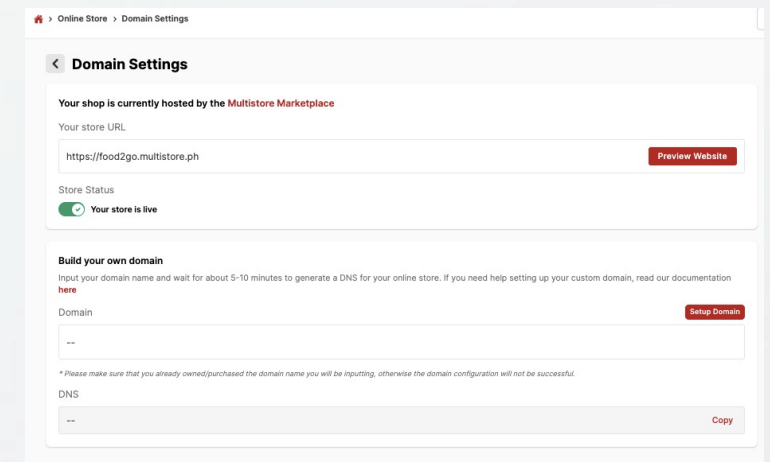 Online Store > Domain Settings
Domain Settings
Your shop is currently hosted by the Multistore Marketplace
Your store URL
https://food2go.multistore.ph
Preview Website
Store Status
Your store is live
Build your own domain
Input your domain name and wait for about 5-10 minutes to generate a DNS for your online store. If you need help setting up your custom domain, read our documentation
here
Domain
Setup Domain
--
* Please make sure that you already owned/purchased the domain name you will be inputting, otherwise the domain configuration will not be successful.
DNS
--
Copy